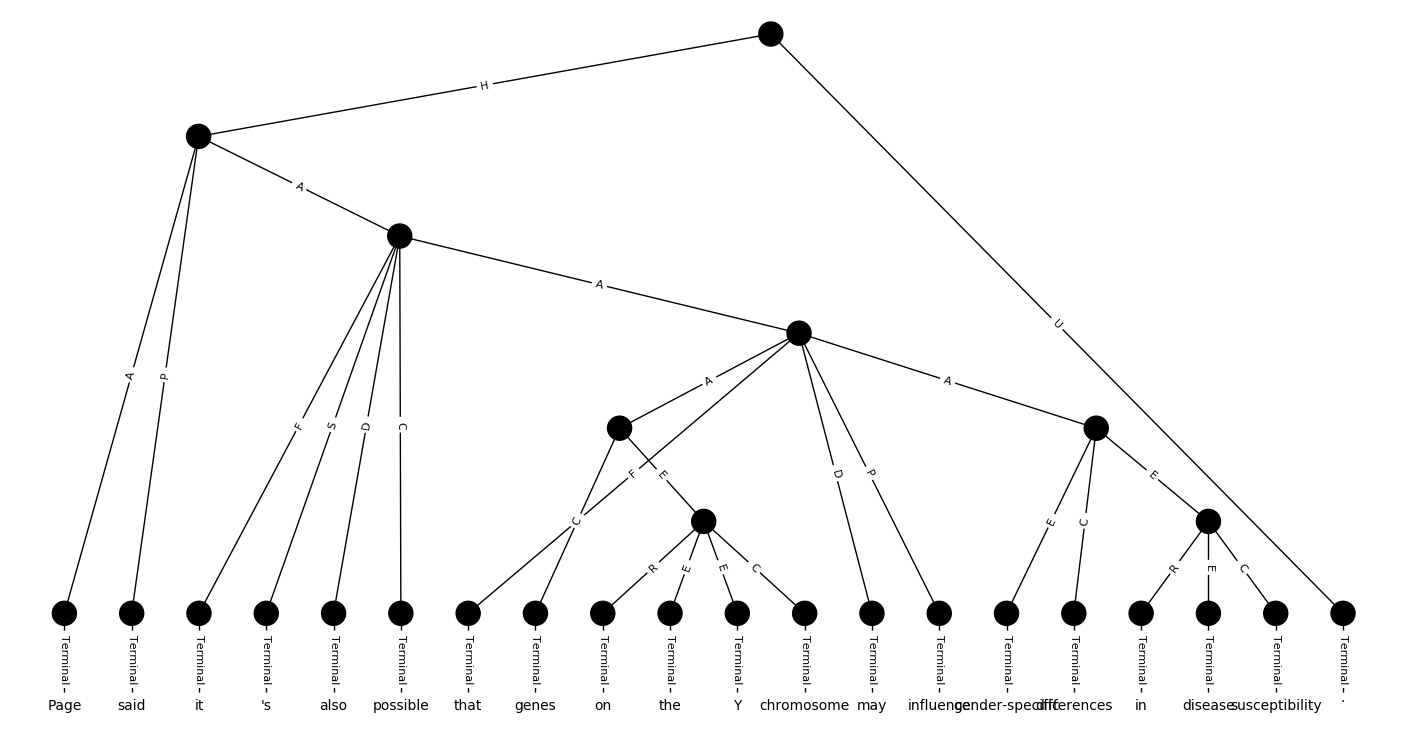 H
A
A
U
A
P
F
S
D
C
A
F
E
D
P
A
C
R
E
E
C
E
C
E
R
E
C
Terminal Terminal Terminal Terminal Terminal Terminal Terminal Terminal Terminal Terminal Terminal Terminal Terminal Terminal Terminal Terminal Terminal Terminal Terminal Terminal
Page said it 's also possible that genes on the Y chromosome may influence gender-specific differences in disease susceptibility .